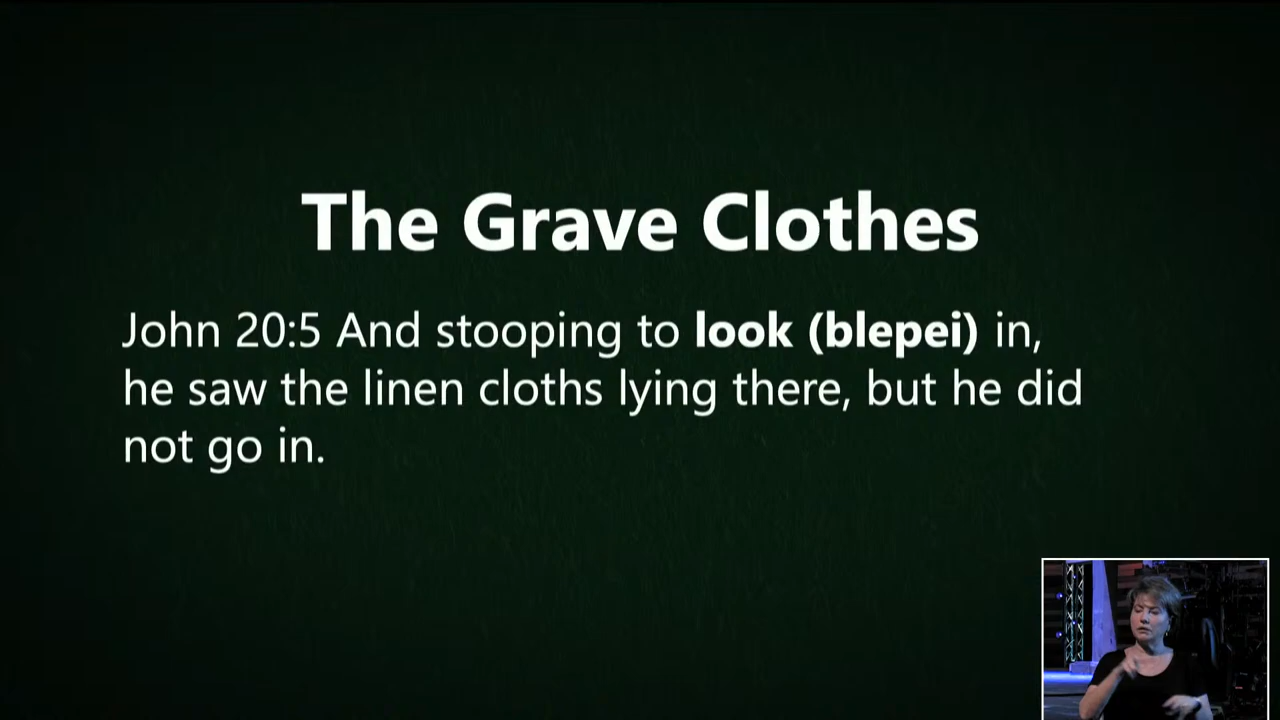 The Grave Clothes
John 20:5 And stooping to look (blepei) in,
he saw the linen cloths lying there, but he did
not go in.